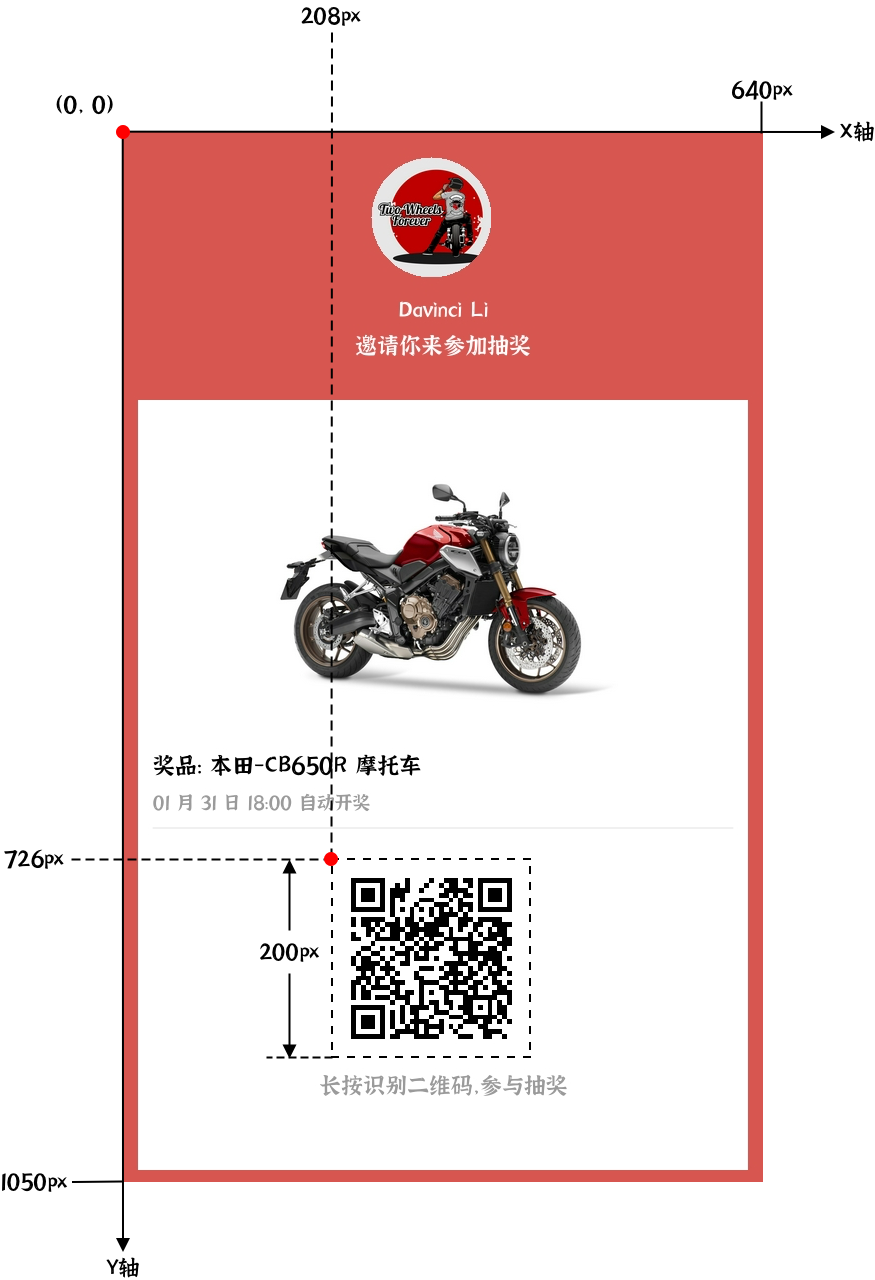 208px
640px
(0, 0)
X轴
Two Wheels
Forever
Davinci Li
邀请你来参加抽奖
奖品: 本田-CB650R 摩托车
01 月 31 日 18:00 自动开奖
726px
200px
长按识别二维码,参与抽奖
1050px
Y轴